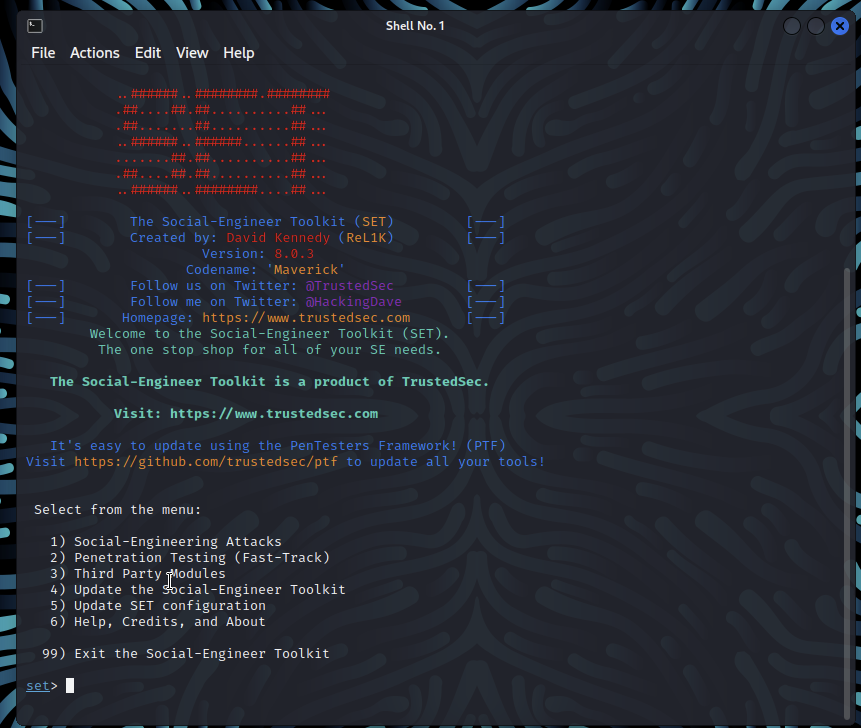 Shell No. 1
File Actions Edit View Help
..######..########.########
.##....##.##..........##...
.##.......##..........##...
..######..######......##...
.......##.##..........##...
.##....##.##..........##...
..######..########....##...
[---] The Social-Engineer Toolkit (SET) [---]
[---] Created by: David Kennedy (ReL1K) [---]
Version: 8.0.3
Codename: 'Maverick'
[---] Follow us on Twitter: @TrustedSec [---]
[---] Follow me on Twitter: @HackingDave [---]
[---] Homepage: https://www.trustedsec.com [---]
Welcome to the Social-Engineer Toolkit (SET).
The one stop shop for all of your SE needs.
The Social-Engineer Toolkit is a product of TrustedSec.
Visit: https://www.trustedsec.com
It's easy to update using the PenTesters Framework! (PTF)
Visit https://github.com/trustedsec/ptf to update all your tools!
Select from the menu:
1) Social-Engineering Attacks
2) Penetration Testing (Fast-Track)
3) Third Party Modules
4) Update the Social-Engineer Toolkit
5) Update SET configuration
6) Help, Credits, and About
99) Exit the Social-Engineer Toolkit
set>